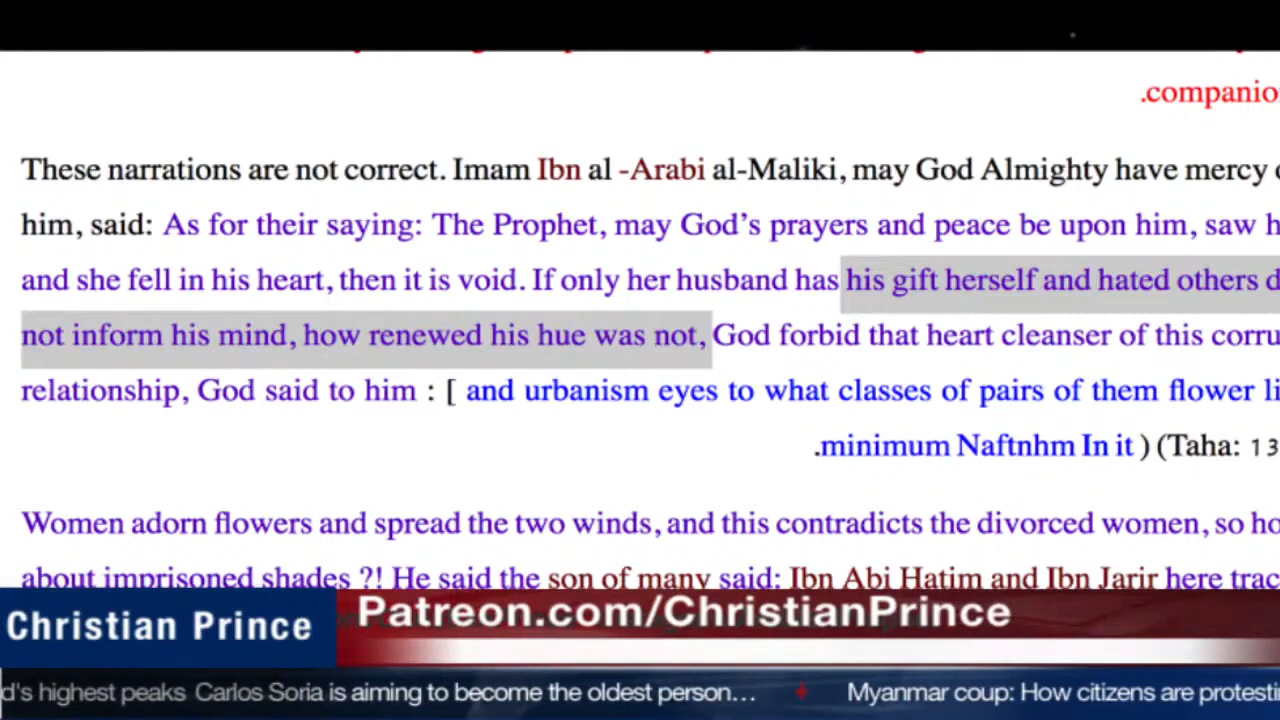 .companio
These narrations are not correct. Imam Ibn al -Arabi al-Maliki, may God Almighty have mercy
him, said: As for their saying: The Prophet, may God's prayers and peace be upon him, saw
and she fell in his heart, then it is void. If only her husband has his gift herself and hated others
not inform his mind, how renewed his hue was not, God forbid that heart cleanser of this corru
relationship, God said to him : [ and urbanism eyes to what classes of pairs of them flower
.minimum Naftnhm In it ) (Taha: 13
Women adorn flowers and spread the two winds, and this contradicts the divorced women, so
about imprisoned shades ?! He said the son of many said: Ibn Abi Hatim and Ibn Jarir here
Christian Prince
Patreon.com/ChristianPrince
d's highest peaks Carlos Soria is aiming to become the oldest person... Myanmar coup: How citizens are protesti